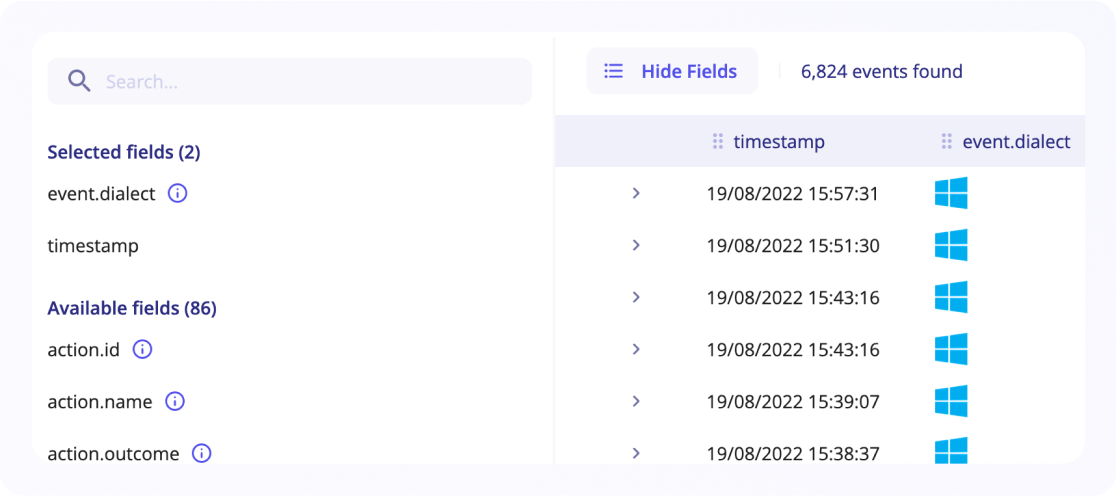 Search...
Selected fields (2)
event.dialect
timestamp
Available fields (86)
action.id
action.name
action.outcome
Hide Fields
6,824 events found
timestamp event.dialect
19/08/2022 15:57:31
19/08/2022 15:51:30
19/08/2022 15:43:16
19/08/2022 15:43:16
19/08/2022 15:39:07
19/08/2022 15:38:37